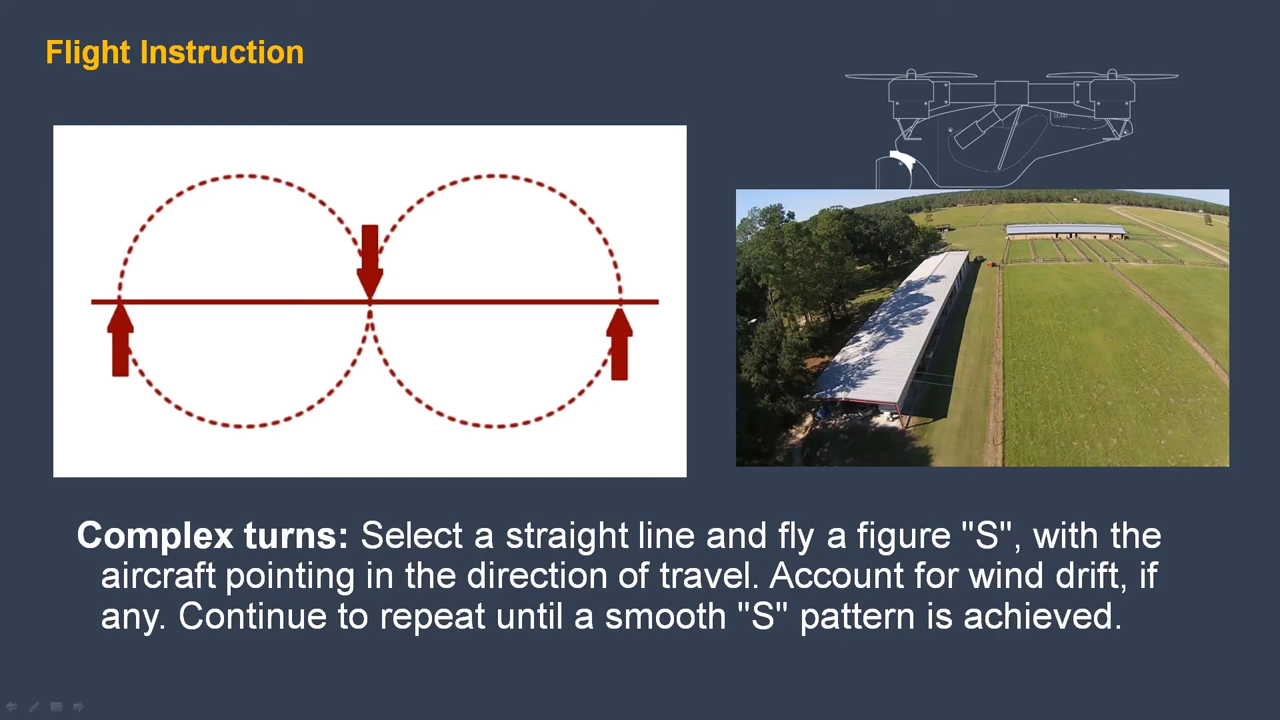 Flight Instruction
Complex turns: Select a straight line and fly a figure "S", with the
aircraft pointing in the direction of travel. Account for wind drift, if
any. Continue to repeat until a smooth "S" pattern is achieved.